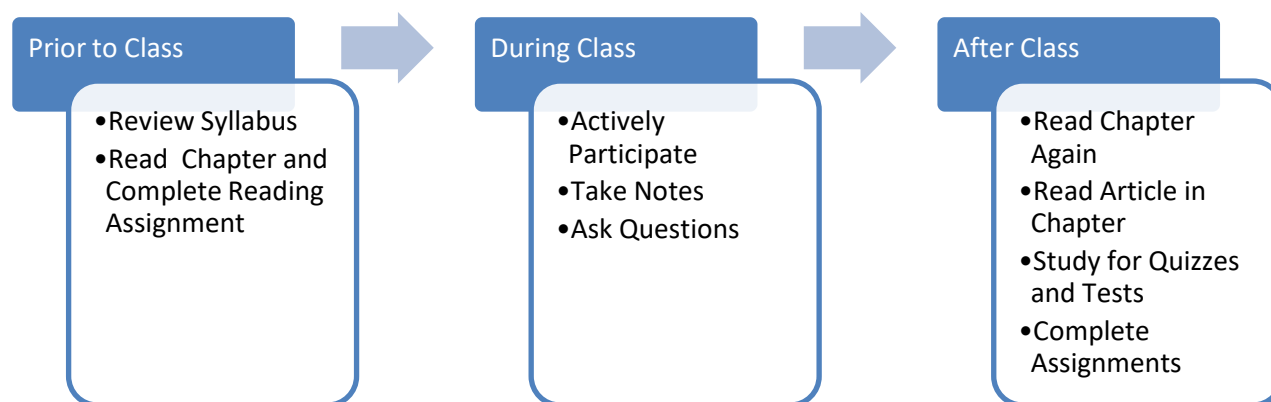 Prior to Class
•Review Syllabus
•Read  Chapter and
Complete Reading
Assignment
During Class
•Actively
Participate
•Take Notes
•Ask Questions
After Class
•Read Chapter
Again
•Read Article in
Chapter
•Study for Quizzes
and Tests
•Complete
Assignments